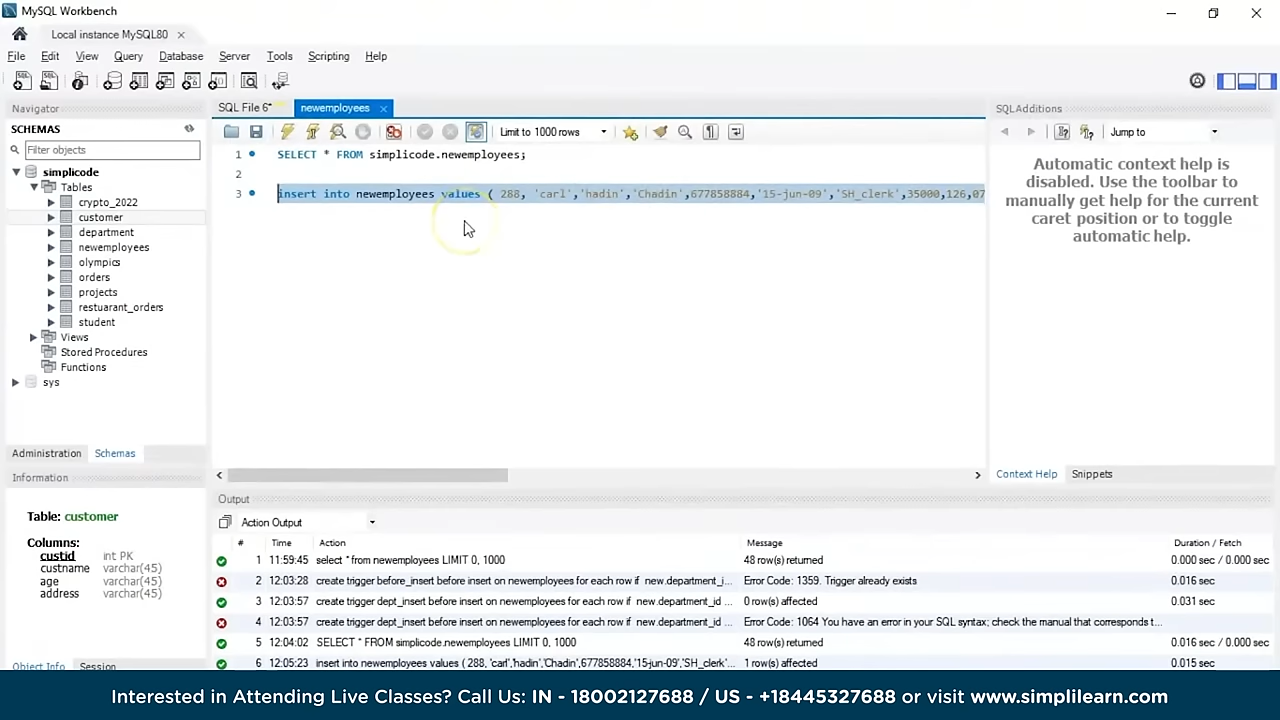 MySQL Workbench
Local instance MySQL80
File Edit View Query Database Server Tools Scripting Help
Navigator
SCHEMAS
Filter objects
simplicode
Tables
crypto_2022
customer
department
newemployees
olympics
orders
projects
restuarant_orders
student
Views
Stored Procedures
Functions
sys
Administration Schemas
Information
Table: customer
Columns:
custid int PK
custname varchar(45)
age varchar(45)
address varchar(45)
Object Info Session
SQL File 6* newemployees
Limit to 1000 rows
1 SELECT * FROM simplicode.newemployees;
2
3 insert into newemployees values ( 288, 'carl','hadin','Chadin',677858884,'15-jun-09','SH_clerk',35000,126,07
SQLAdditions
Jump to
Automatic context help is
disabled. Use the toolbar to
manually get help for the current
caret position or to toggle
automatic help.
Context Help Snippets
Output
Action Output
# Time Action Message Duration / Fetch
1 11:59:45 select * from newemployees LIMIT 0, 1000 48 row(s) returned 0.000 sec / 0.000 sec
2 12:03:28 create trigger before_insert before insert on newemployees for each row if new.department_i... Error Code: 1359. Trigger already exists 0.016 sec
3 12:03:57 create trigger dept_insert before insert on newemployees for each row if new.department_id ... 0 row(s) affected 0.031 sec
4 12:03:57 create trigger dept_insert before insert on newemployees for each row if new.department_id ... Error Code: 1064 You have an error in your SQL syntax; check the manual that corresponds t...
5 12:04:02 SELECT * FROM simplicode.newemployees LIMIT 0, 1000 48 row(s) returned 0.016 sec / 0.000 sec
6 12:05:23 insert into newemployees values ( 288, 'carl','hadin','Chadin',677858884,'15-jun-09','SH_clerk'... 1 row(s) affected 0.015 sec
Interested in Attending Live Classes? Call Us: IN - 18002127688 / US - +18445327688 or visit www.simplilearn.com